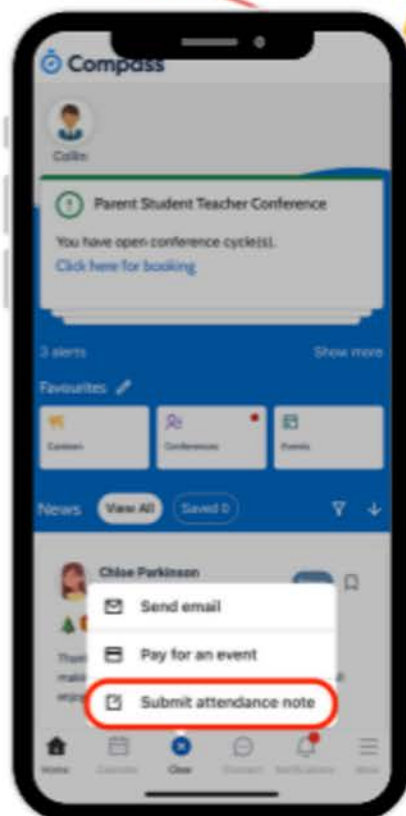 Compass
Collin
Parent Student Teacher Conference
You have open conference cycle(s).
Click here for booking
3 alerts
Show more
Favourites
Canteen
Conferences
Events
News
View All
Saved 0
Chloe Parkinson
Send email
Pay for an event
Submit attendance note
Home
Calendar
Close
Connect
Notifications
More